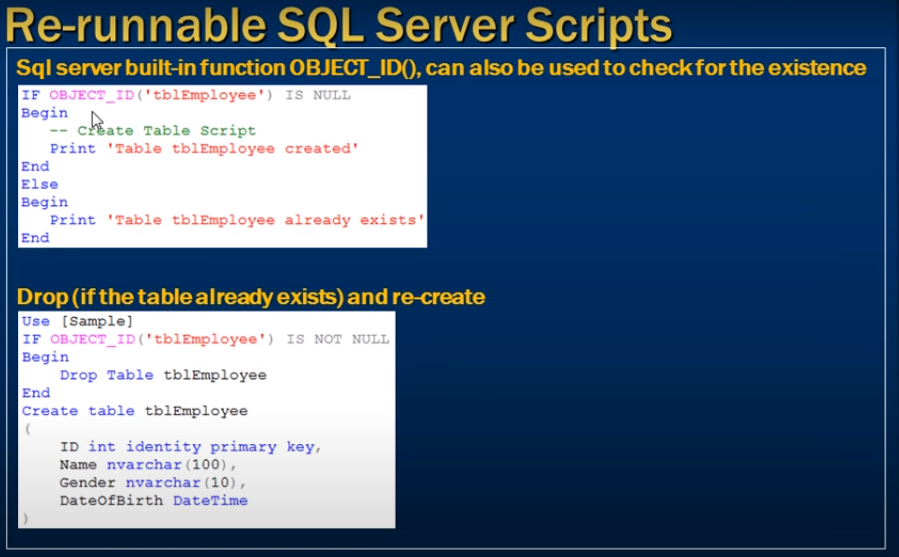 Re-runnable SQL Server Scripts
Sql server built-in function OBJECT_ID(), can also be used to check for the existence
IF OBJECT_ID('tblEmployee') IS NULL
Begin
-- Create Table Script
Print 'Table tblEmployee created'
End
Else
Begin
Print 'Table tblEmployee already exists'
End
Drop (if the table already exists) and re-create
Use [Sample]
IF OBJECT_ID('tblEmployee') IS NOT NULL
Begin
Drop Table tblEmployee
End
Create table tblEmployee
(
ID int identity primary key,
Name nvarchar(100),
Gender nvarchar(10),
DateOfBirth DateTime
)